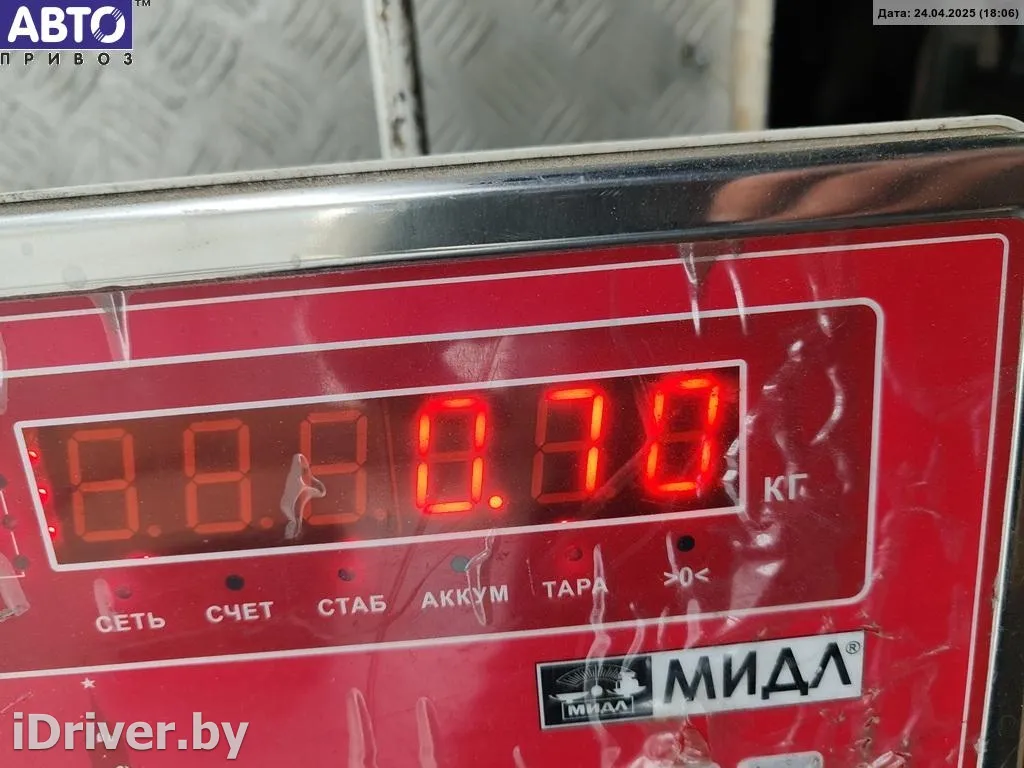 АВТО™
ПРИВОЗ
Дата: 24.04.2025 (18:06)
0.70
КГ
СЕТЬ СЧЕТ СТАБ АККУМ ТАРА >0<
МИДЛ МИДЛ®
iDriver.by